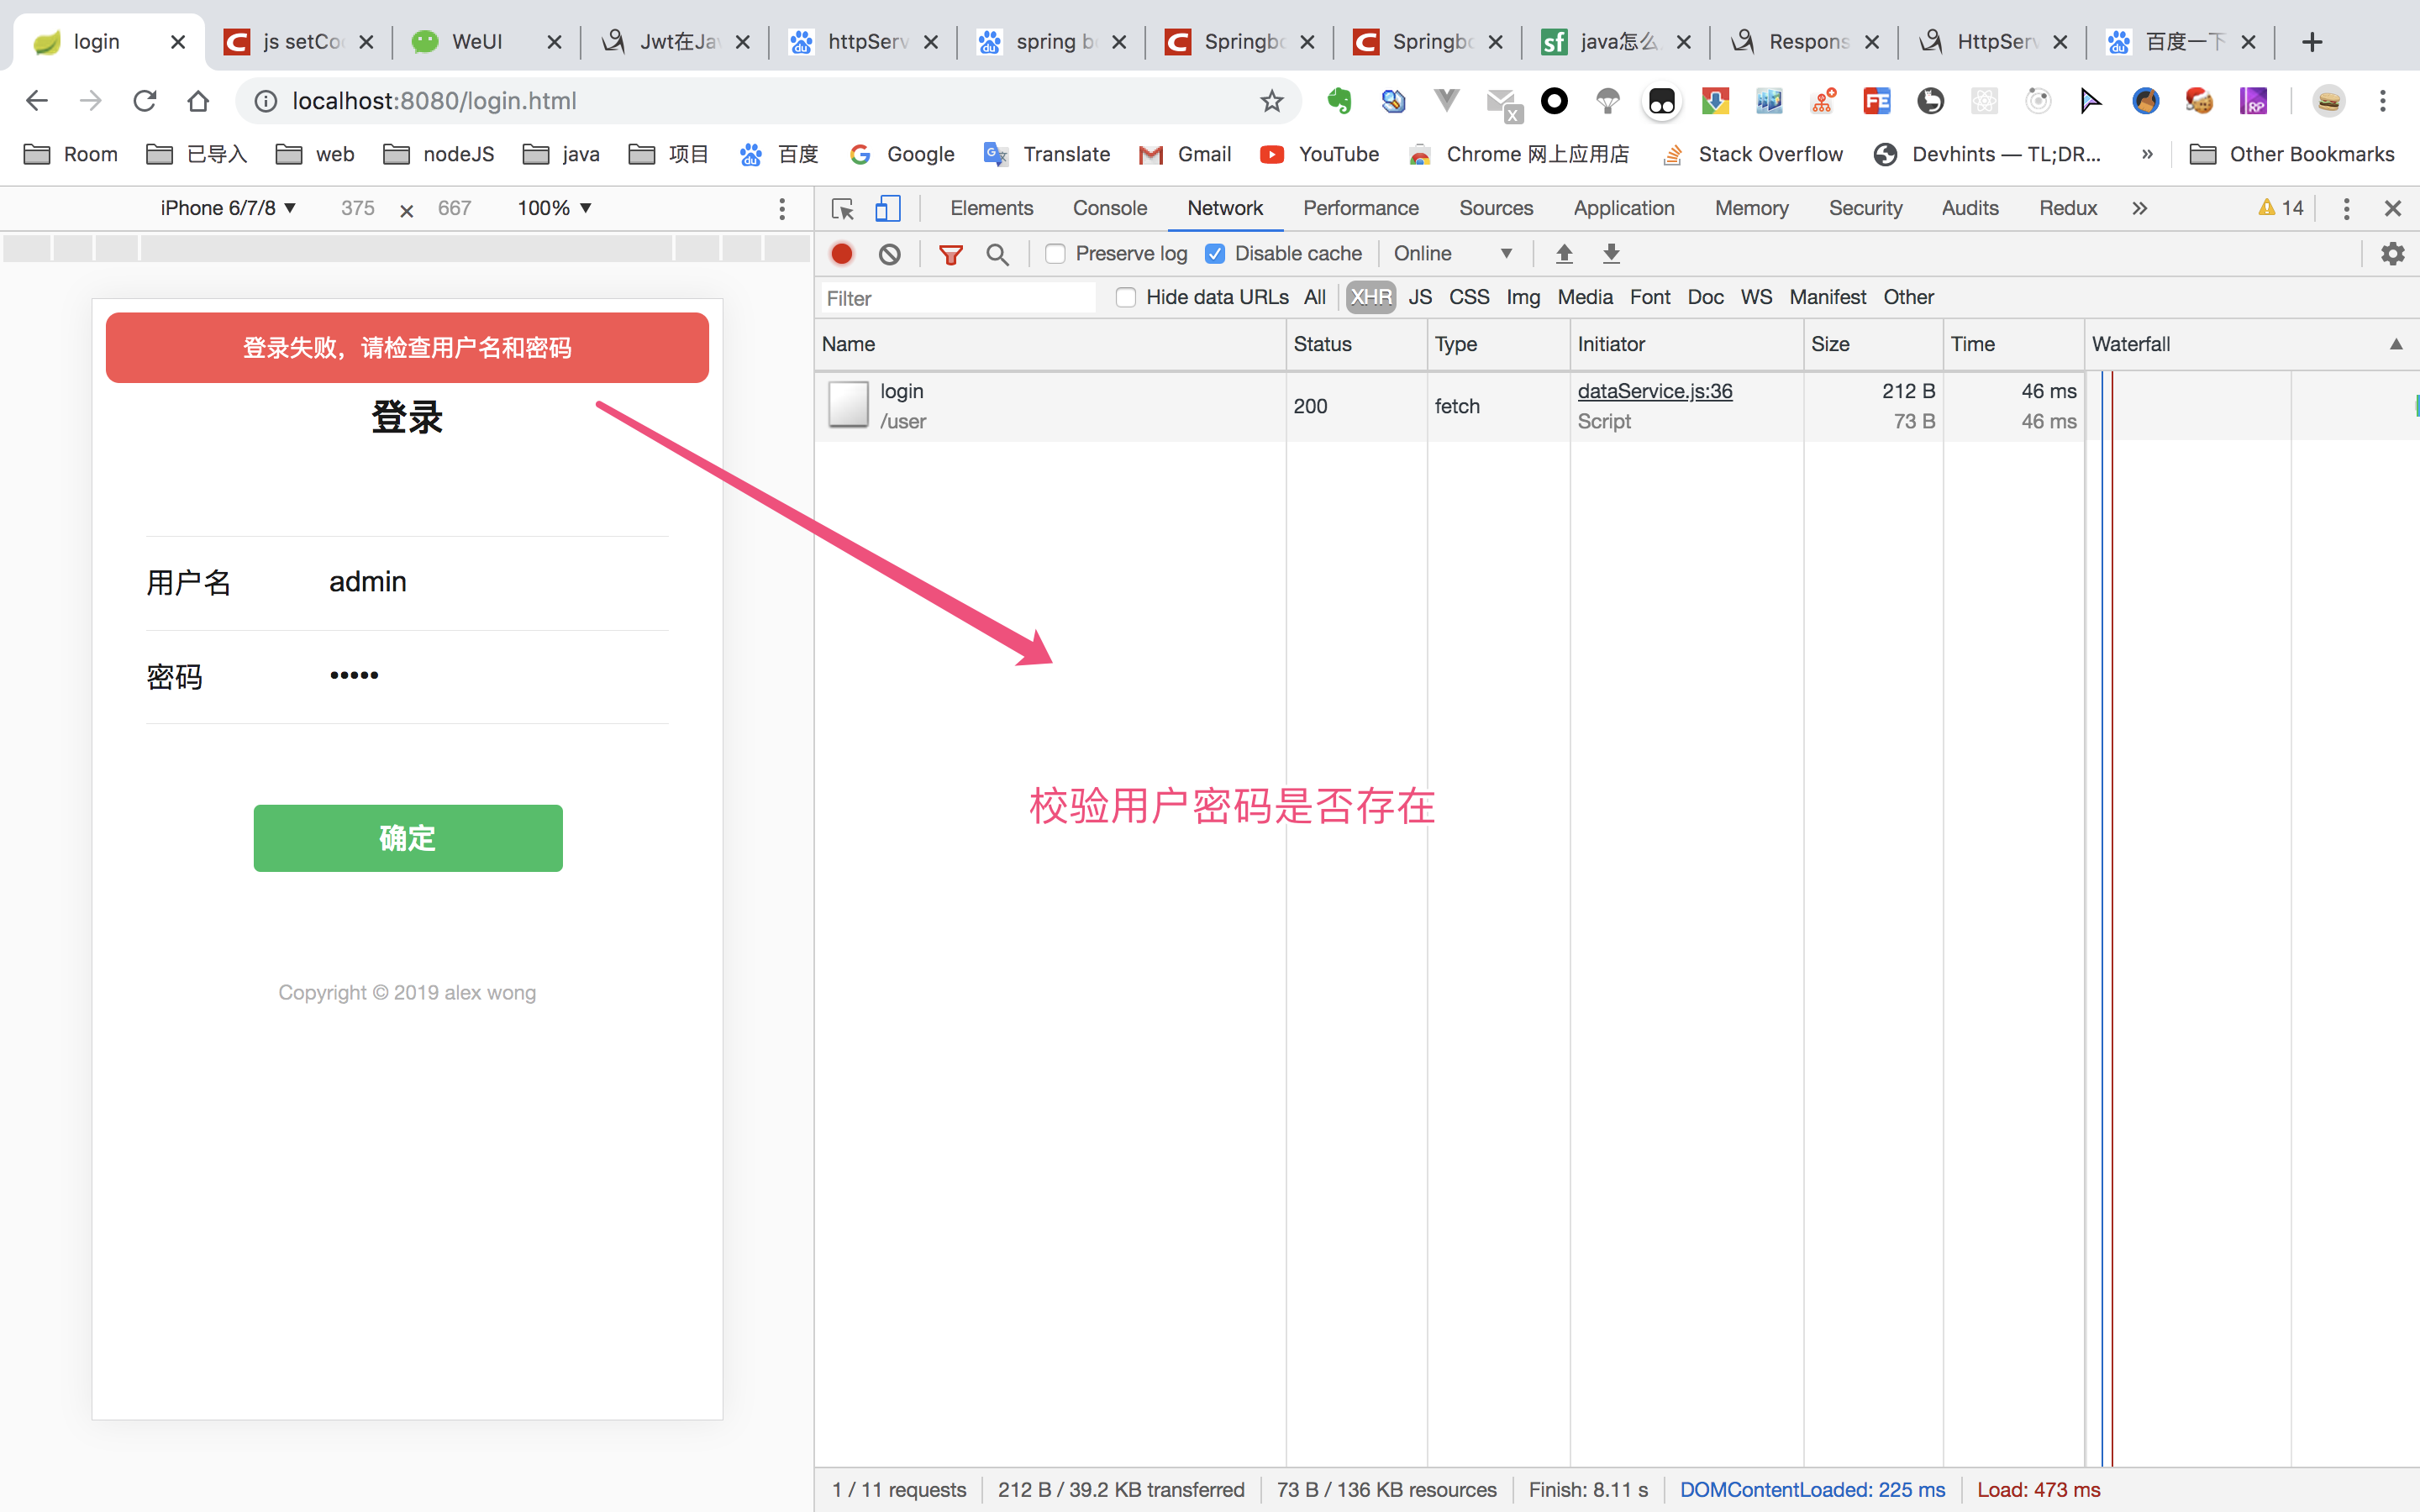 login
js setCo
WeUI
Jwt在Ja
httpServ
spring b
Springbo
Springbo
java怎么
Respons
HttpServ
百度一下
localhost:8080/login.html
Room
已导入
web
nodeJS
java
项目
百度
Google
Translate
Gmail
YouTube
Chrome 网上应用店
Stack Overflow
Devhints — TL;DR...
»
Other Bookmarks
iPhone 6/7/8 ▼ 375 × 667 100% ▼
Elements Console Network Performance Sources Application Memory Security Audits Redux » 14
Preserve log Disable cache Online ▼
Filter Hide data URLs All XHR JS CSS Img Media Font Doc WS Manifest Other
Name Status Type Initiator Size Time Waterfall
login
/user
200 fetch
dataService.js:36
Script
212 B
73 B
46 ms
46 ms
登录失败，请检查用户名和密码
登录
用户名 admin
密码 •••••
确定
Copyright © 2019 alex wong
校验用户密码是否存在
1 / 11 requests 212 B / 39.2 KB transferred 73 B / 136 KB resources Finish: 8.11 s DOMContentLoaded: 225 ms Load: 473 ms